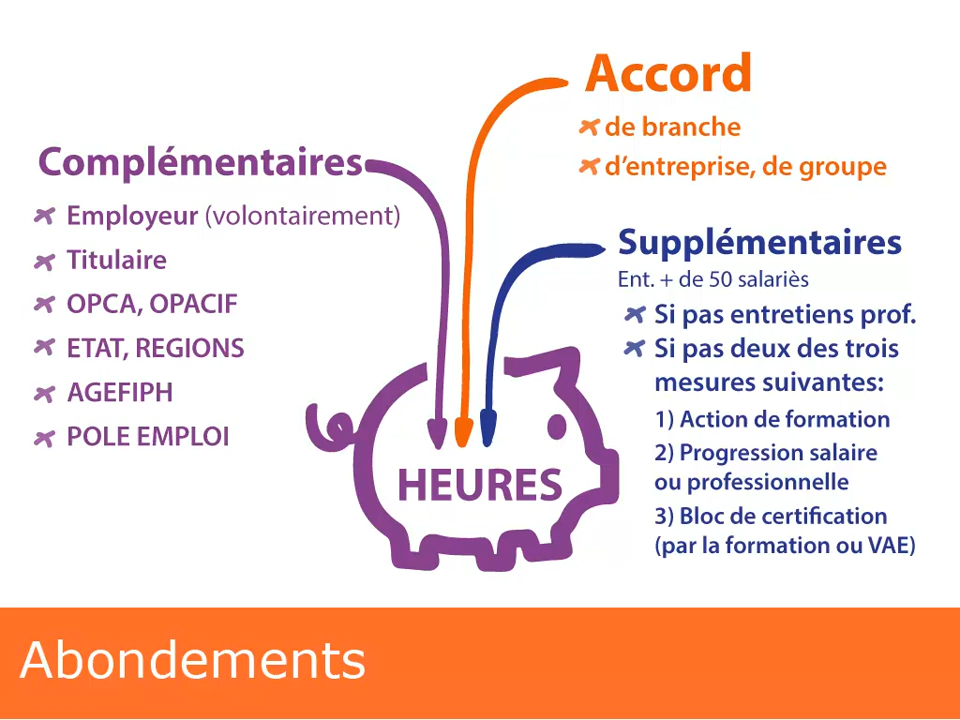 Accord
de branche
d'entreprise, de groupe
Complémentaires
Employeur (volontairement)
Titulaire
OPCA, OPACIF
ETAT, REGIONS
AGEFIPH
POLE EMPLOI
Supplémentaires
Ent. + de 50 salariès
Si pas entretiens prof.
Si pas deux des trois
mesures suivantes:
1) Action de formation
2) Progression salaire
ou professionnelle
3) Bloc de certification
(par la formation ou VAE)
HEURES
Abondements